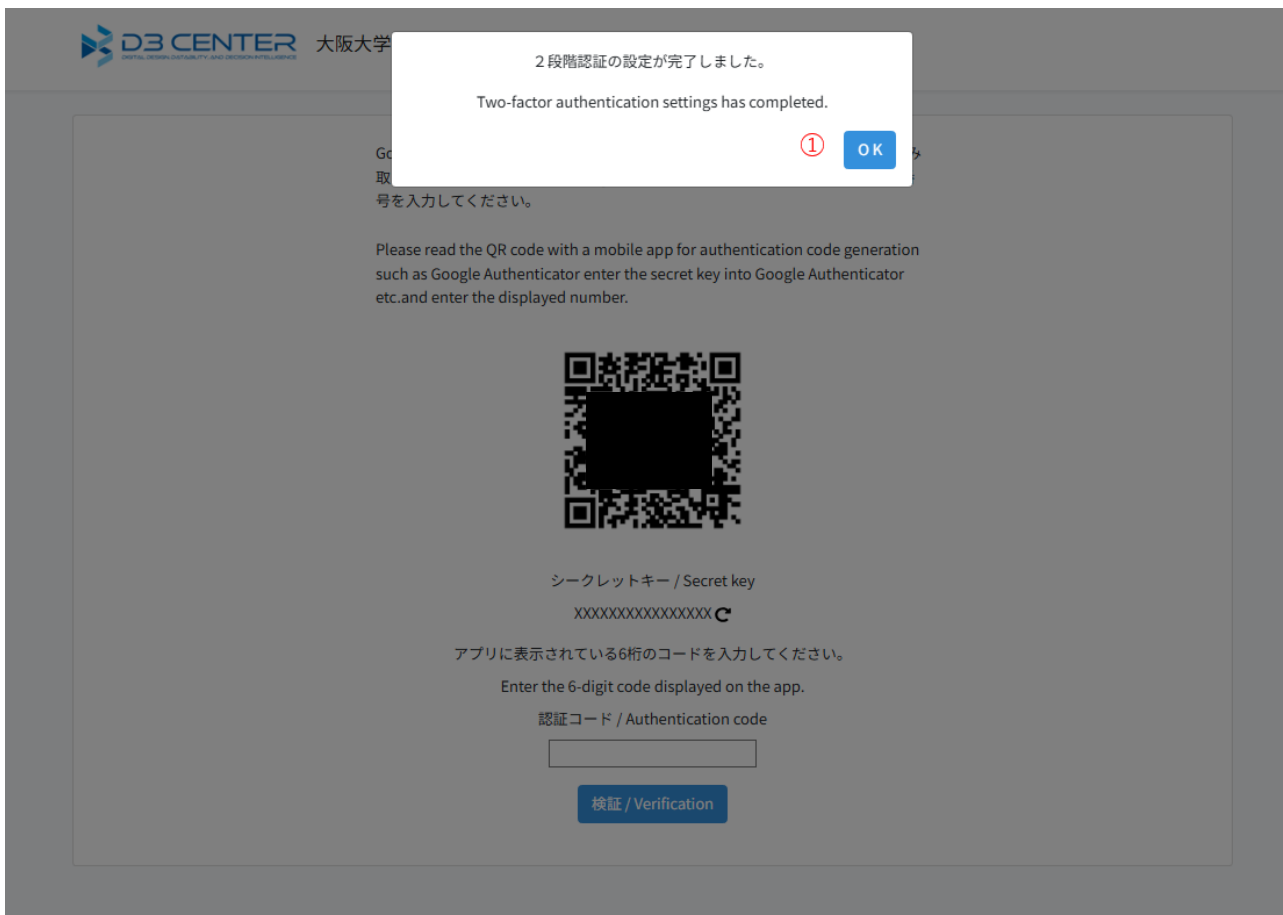 D3 CENTER 大阪大学
DIGITAL DESIGN, DATABILITY AND DECISION INTELLIGENCE
２段階認証の設定が完了しました。
Two-factor authentication settings has completed.
① OK
み
取
号を入力してください。
Please read the QR code with a mobile app for authentication code generation
such as Google Authenticator enter the secret key into Google Authenticator
etc.and enter the displayed number.
シークレットキー / Secret key
XXXXXXXXXXXXXXXX
アプリに表示されている6桁のコードを入力してください。
Enter the 6-digit code displayed on the app.
認証コード / Authentication code
検証 / Verification